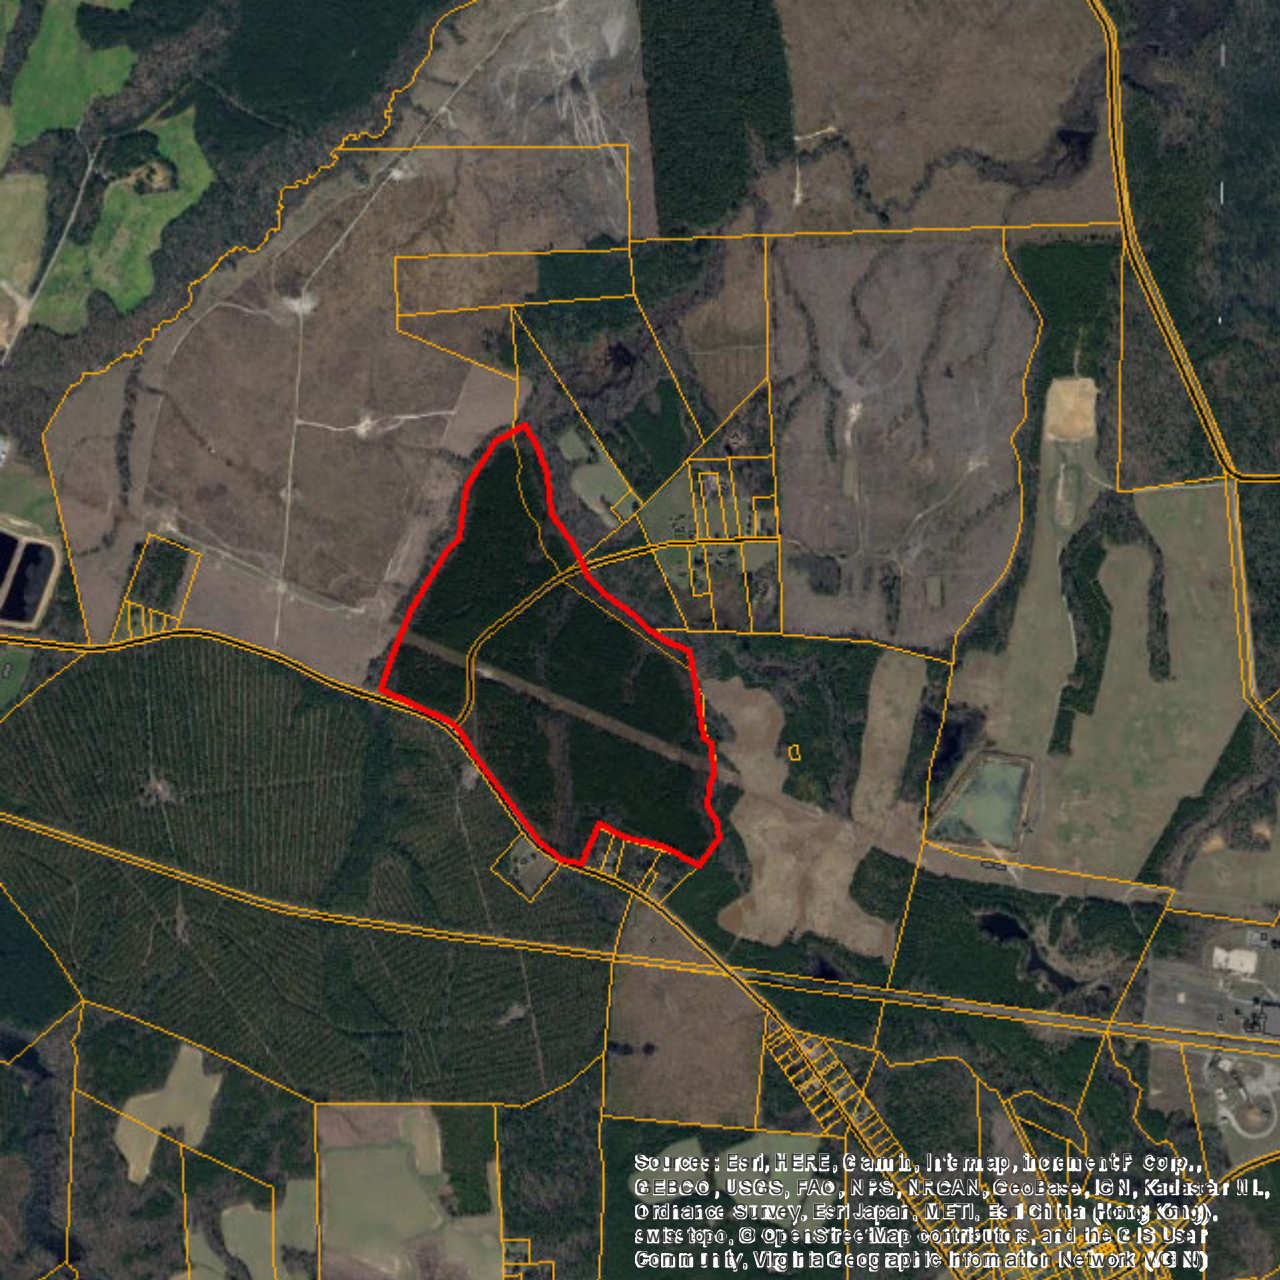 Sources: Esri, HERE, Garmin, Intermap, increment P Corp.,
GEBCO, USGS, FAO, NPS, NRCAN, GeoBase, IGN, Kadaster NL,
Ordnance Survey, Esri Japan, METI, Esri China (Hong Kong),
swisstopo, © OpenStreetMap contributors, and the GIS User
Community, Virginia Geographic Information Network (VGIN)